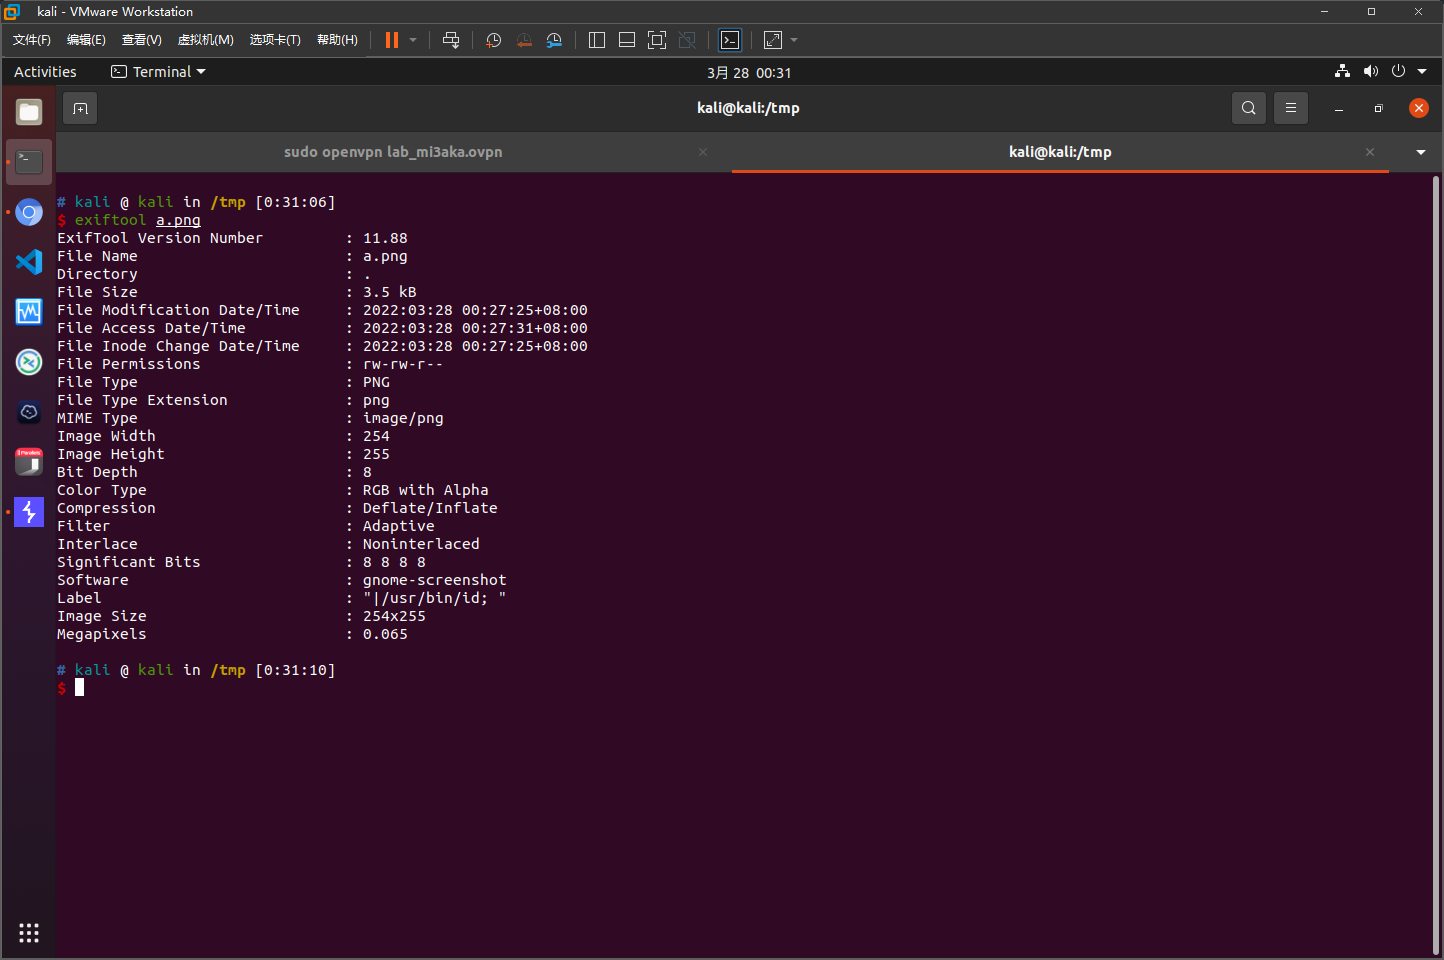 kali - VMware Workstation
文件(F) 编辑(E) 查看(V) 虚拟机(M) 选项卡(T) 帮助(H)
Activities Terminal 3月 28 00:31
kali@kali:/tmp
sudo openvpn lab_mi3aka.ovpn kali@kali:/tmp
# kali @ kali in /tmp [0:31:06]
$ exiftool a.png
ExifTool Version Number : 11.88
File Name : a.png
Directory : .
File Size : 3.5 kB
File Modification Date/Time : 2022:03:28 00:27:25+08:00
File Access Date/Time : 2022:03:28 00:27:31+08:00
File Inode Change Date/Time : 2022:03:28 00:27:25+08:00
File Permissions : rw-rw-r--
File Type : PNG
File Type Extension : png
MIME Type : image/png
Image Width : 254
Image Height : 255
Bit Depth : 8
Color Type : RGB with Alpha
Compression : Deflate/Inflate
Filter : Adaptive
Interlace : Noninterlaced
Significant Bits : 8 8 8 8
Software : gnome-screenshot
Label : "|/usr/bin/id; "
Image Size : 254x255
Megapixels : 0.065
# kali @ kali in /tmp [0:31:10]
$